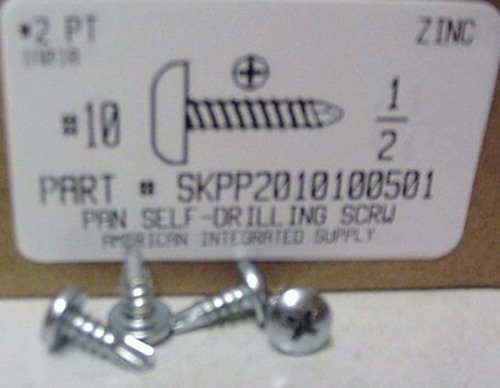 *2 PT
ZINC
#10
1/2
PART # SKPP2010100501
PAN SELF-DRILLING SCRW
AMERICAN INTEGRATED SUPPLY